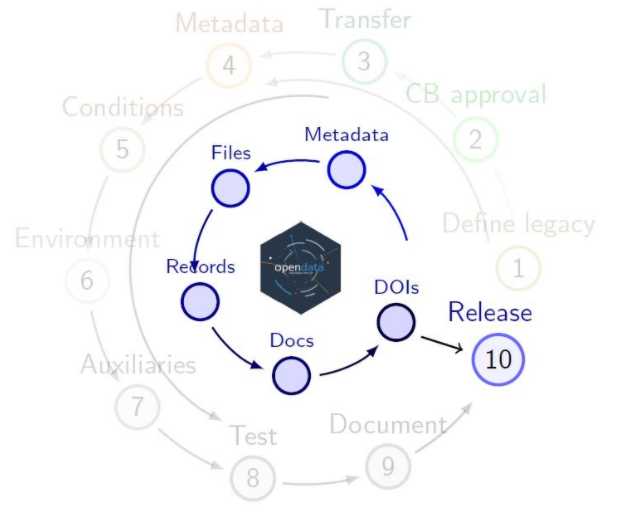 Transfer
3
Metadata
4
CB approval
2
Conditions
5
Metadata
Files
Define legacy
1
Environment
6
Records
opendata
DOIs
Release
10
Docs
Auxiliaries
7
Test
8
Document
9